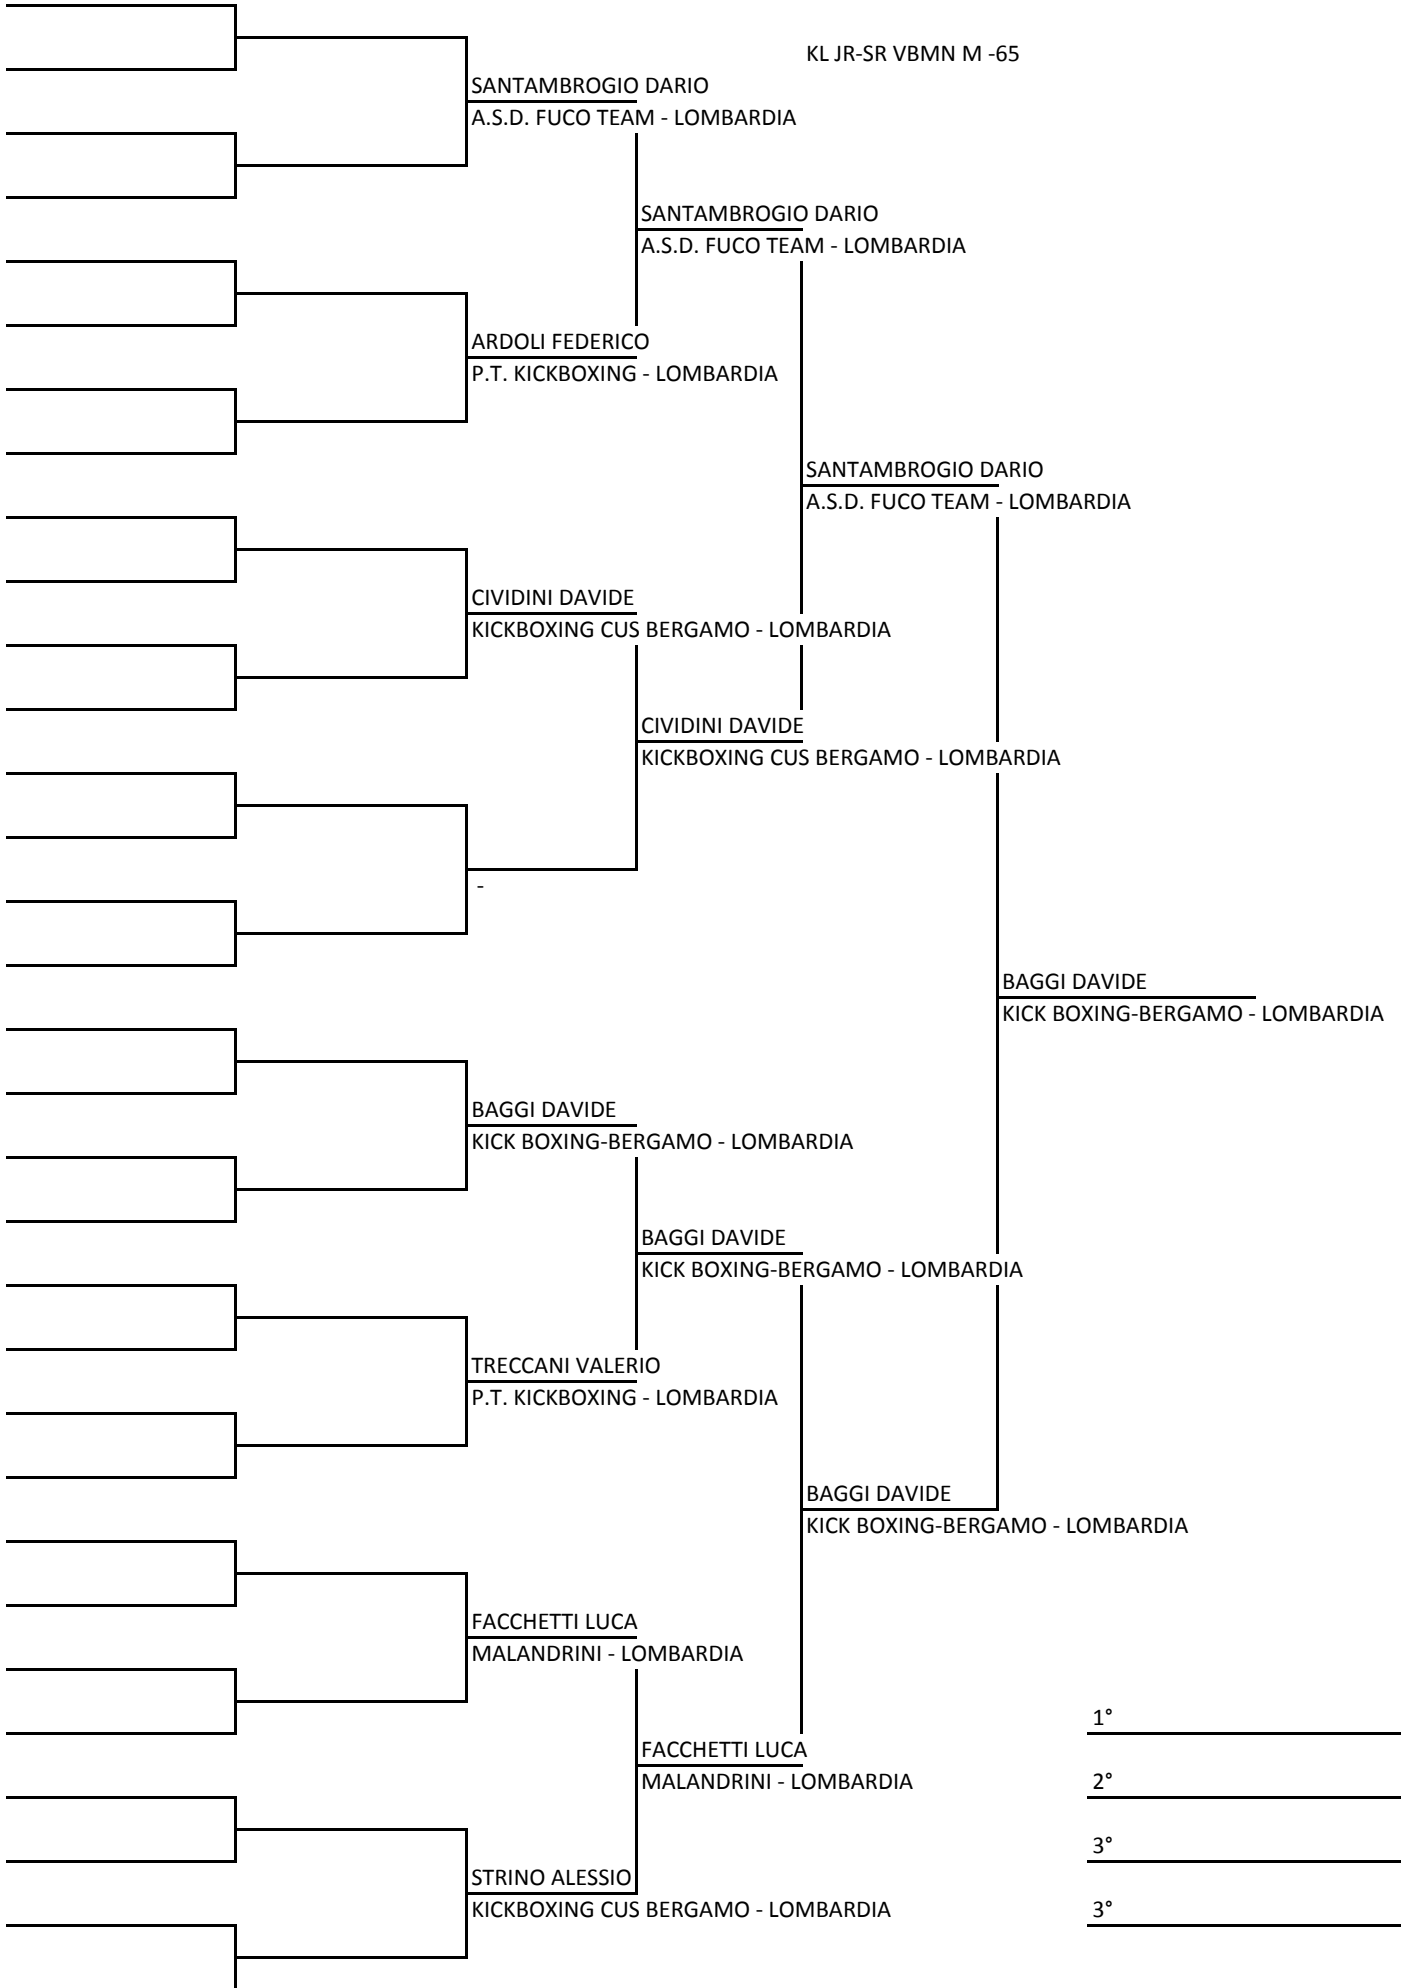 KL JR-SR VBMN M -65
SANTAMBROGIO DARIO
A.S.D. FUCO TEAM - LOMBARDIA
SANTAMBROGIO DARIO
A.S.D. FUCO TEAM - LOMBARDIA
ARDOLI FEDERICO
P.T. KICKBOXING - LOMBARDIA
SANTAMBROGIO DARIO
A.S.D. FUCO TEAM - LOMBARDIA
CIVIDINI DAVIDE
KICKBOXING CUS BERGAMO - LOMBARDIA
CIVIDINI DAVIDE
KICKBOXING CUS BERGAMO - LOMBARDIA
-
BAGGI DAVIDE
KICK BOXING-BERGAMO - LOMBARDIA
BAGGI DAVIDE
KICK BOXING-BERGAMO - LOMBARDIA
BAGGI DAVIDE
KICK BOXING-BERGAMO - LOMBARDIA
TRECCANI VALERIO
P.T. KICKBOXING - LOMBARDIA
BAGGI DAVIDE
KICK BOXING-BERGAMO - LOMBARDIA
FACCHETTI LUCA
MALANDRINI - LOMBARDIA
1°
FACCHETTI LUCA
MALANDRINI - LOMBARDIA
2°
3°
STRINO ALESSIO
KICKBOXING CUS BERGAMO - LOMBARDIA
3°